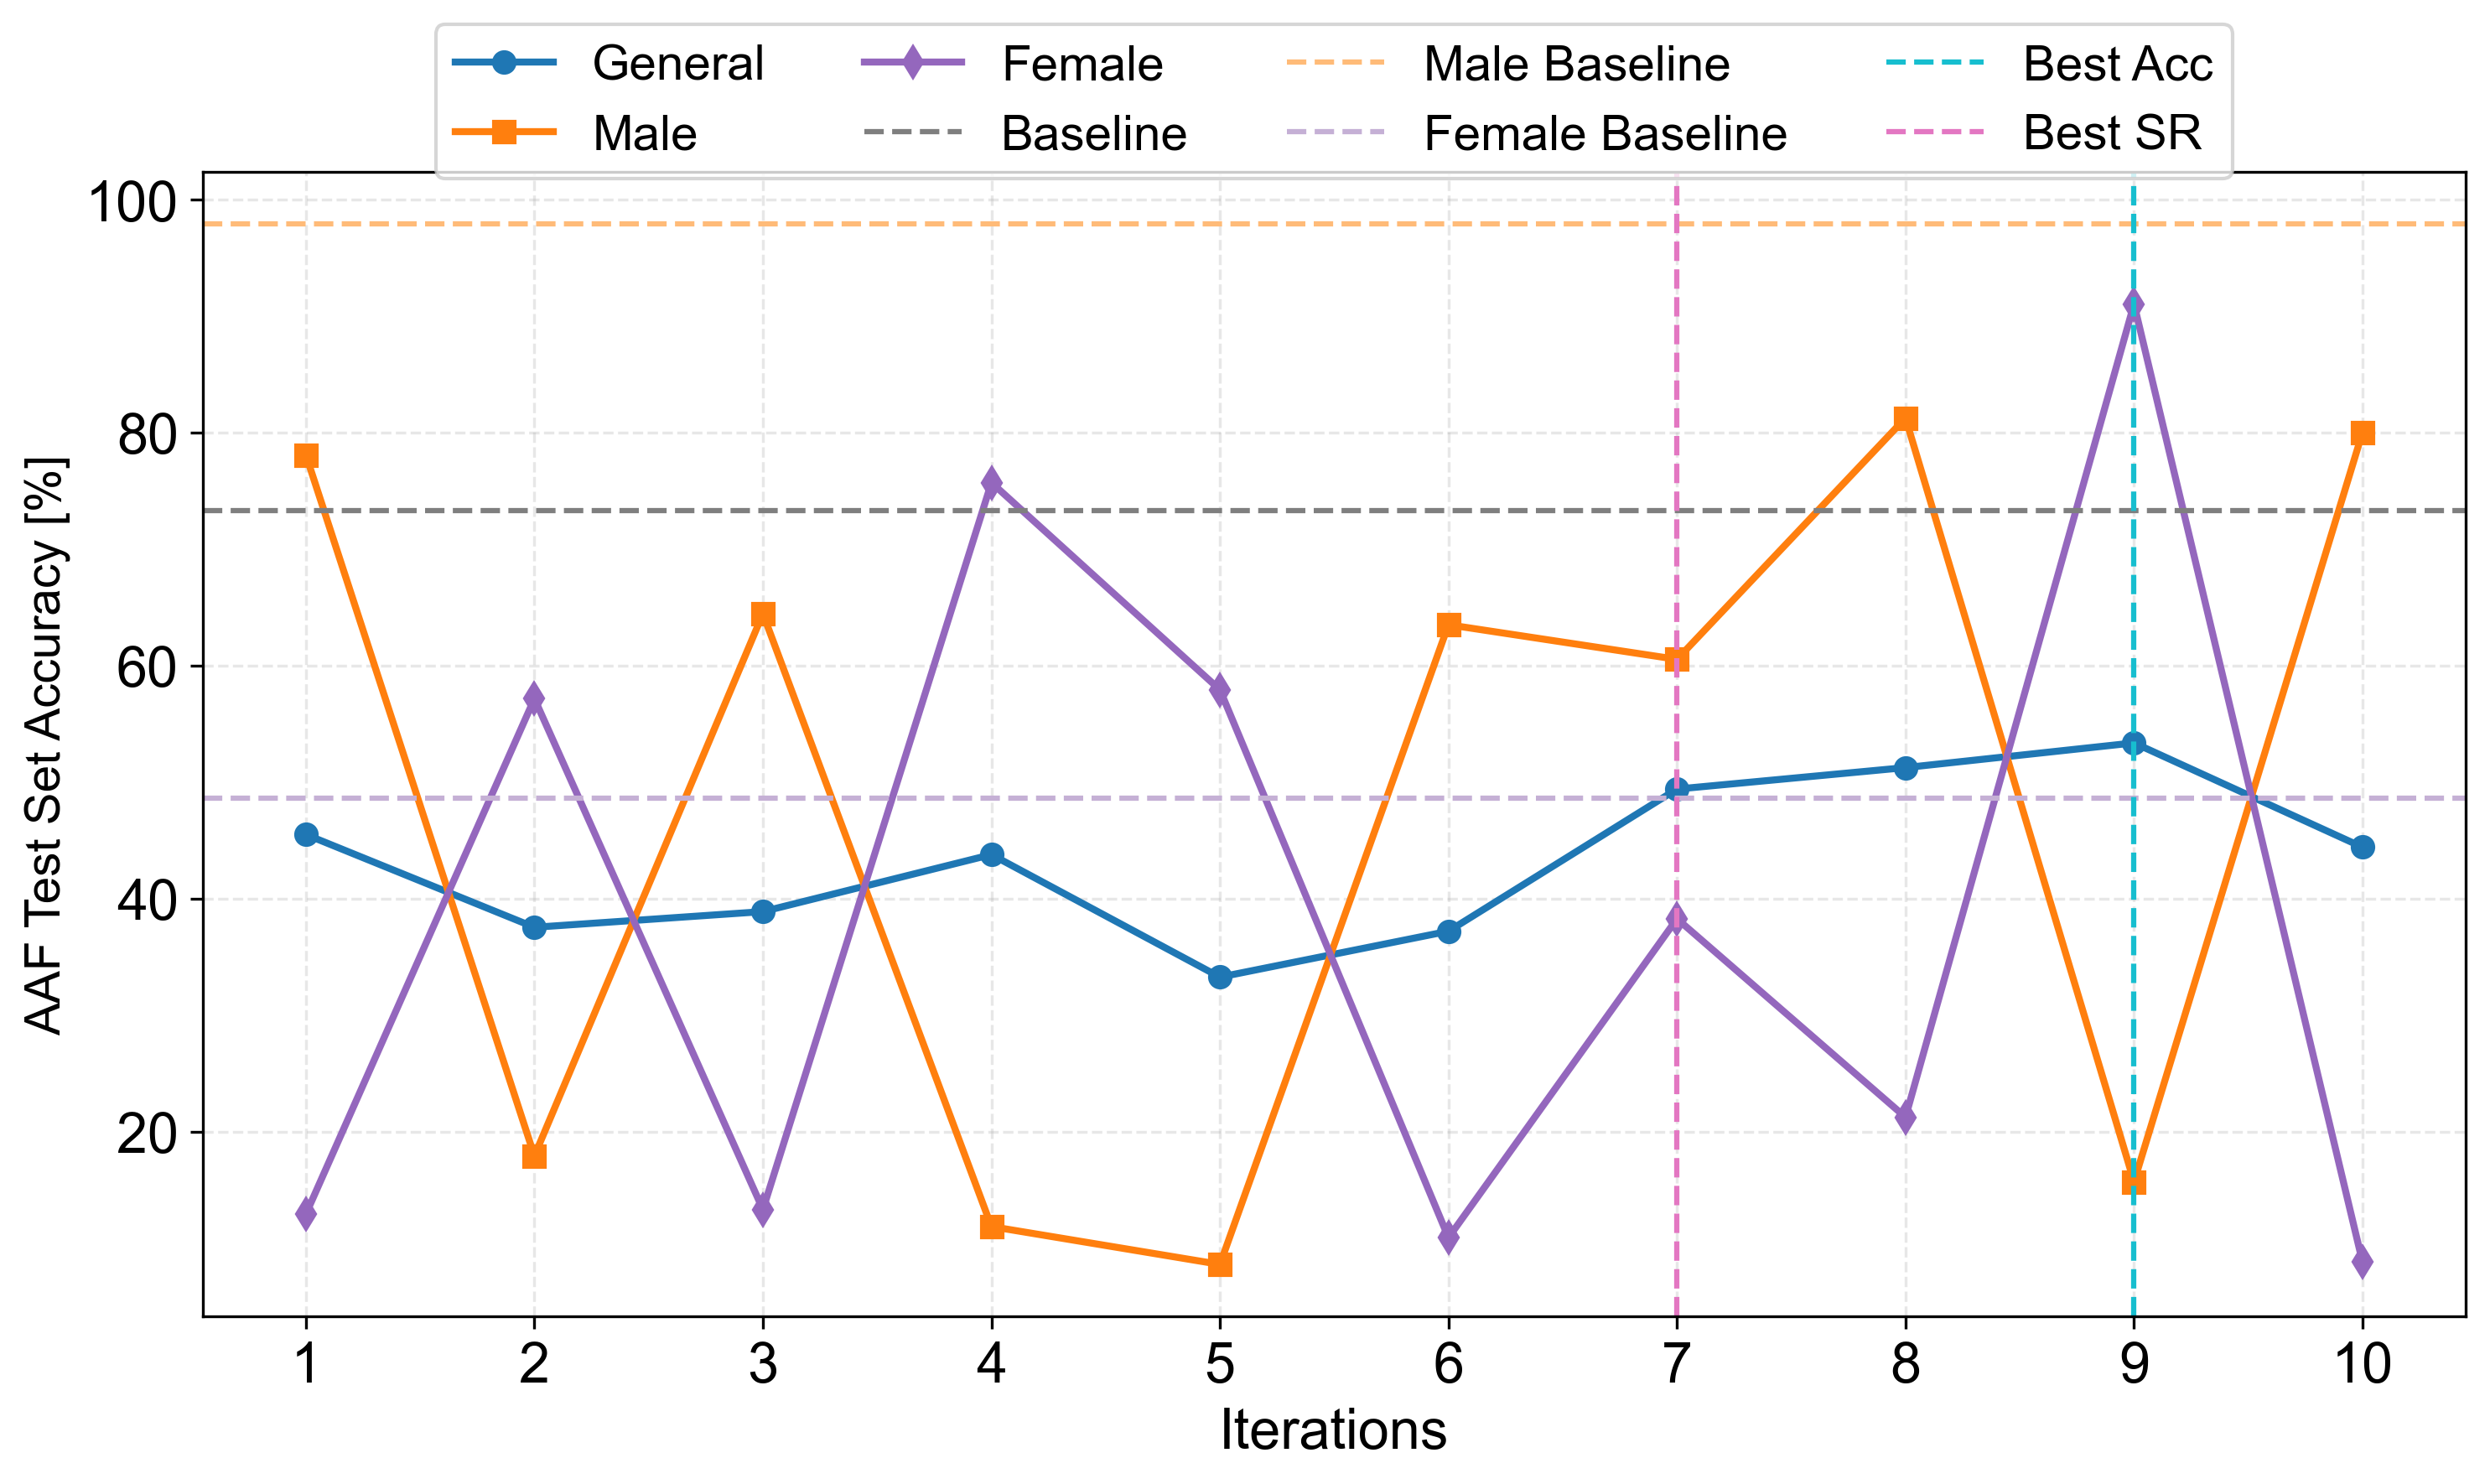 General
Male
Female
Baseline
Male Baseline
Female Baseline
Best Acc
Best SR
100
80
60
40
20
AAF Test Set Accuracy [%]
1 2 3 4 5 6 7 8 9 10
Iterations